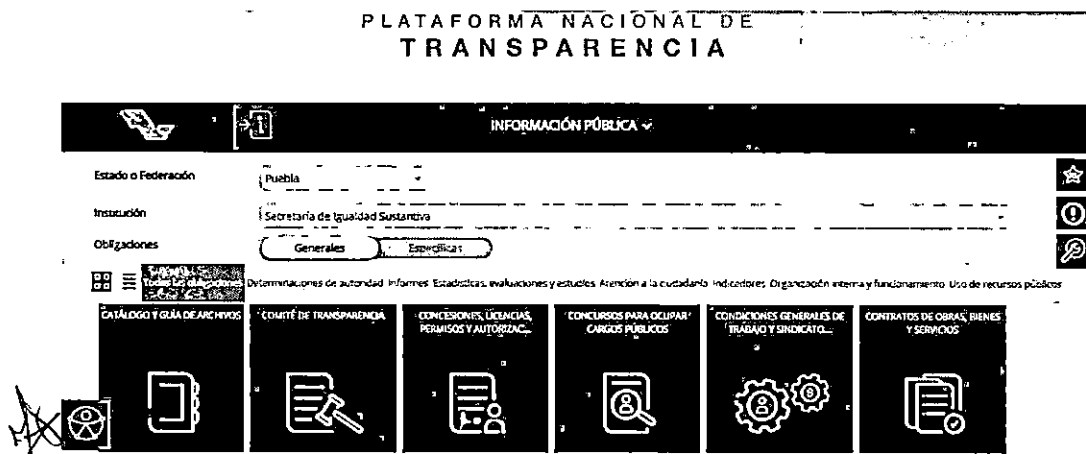 PLATAFORMA NACIONAL DE
TRANSPARENCIA
INFORMACIÓN PÚBLICA
Estado o Federación
Puebla
Institución
Secretaría de Igualdad Sustantiva
Obligaciones
Generales
Específicas
Todas las obligaciones Determinaciones de autoridad Informes Estadísticas, evaluaciones y estudios Atención a la ciudadanía Indicadores Organización interna y funcionamiento Uso de recursos públicos
CATÁLOGO Y GUÍA DE ARCHIVOS
COMITÉ DE TRANSPARENCIA
CONCESIONES, LICENCIAS,
PERMISOS Y AUTORIZAC...
CONCURSOS PARA OCUPAR
CARGOS PÚBLICOS
CONDICIONES GENERALES DE
TRABAJO Y SINDICATO...
CONTRATOS DE OBRAS, BIENES
Y SERVICIOS